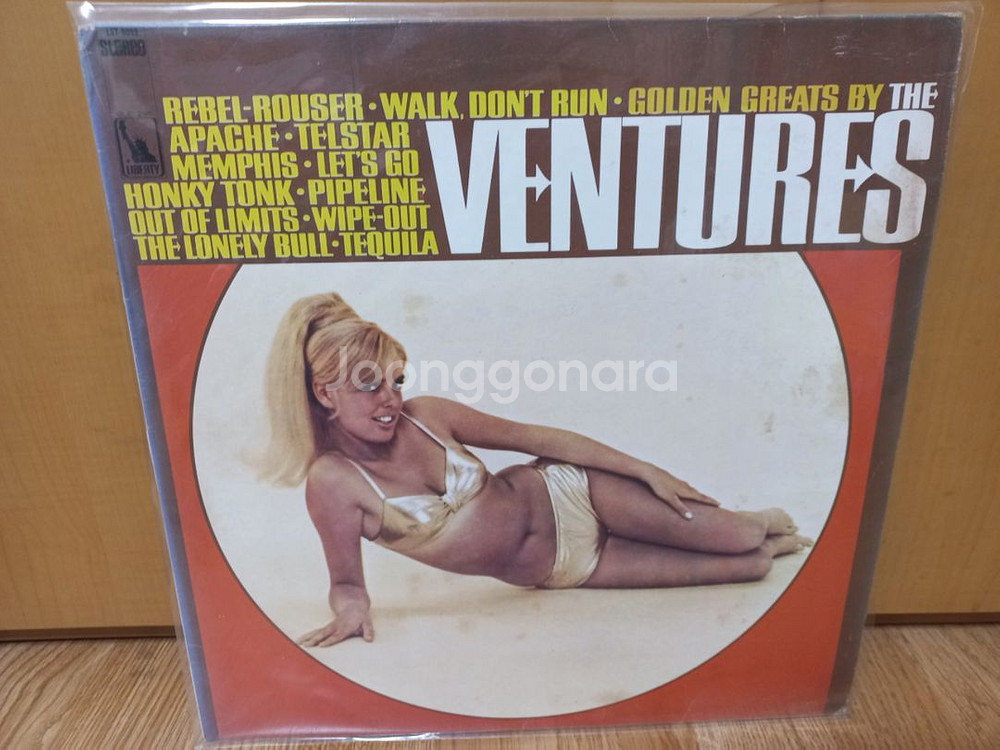 STEREO
REBEL-ROUSER • WALK, DON'T RUN • GOLDEN GREATS BY THE
VENTURES
APACHE • TELSTAR
MEMPHIS • LET'S GO
HONKY TONK • PIPELINE
OUT OF LIMITS • WIPE-OUT
THE LONELY BULL • TEQUILA
LIBERTY
Joonggonara